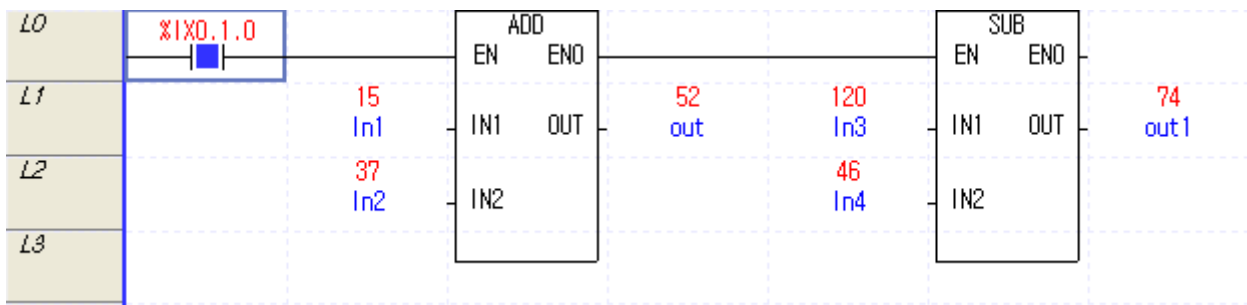 L0
%IX0.1.0
ADD
SUB
EN ENO
EN ENO
L1
15 52 120 74
In1 IN1 OUT out In3 IN1 OUT out1
L2
37 46
In2 IN2 In4 IN2
L3